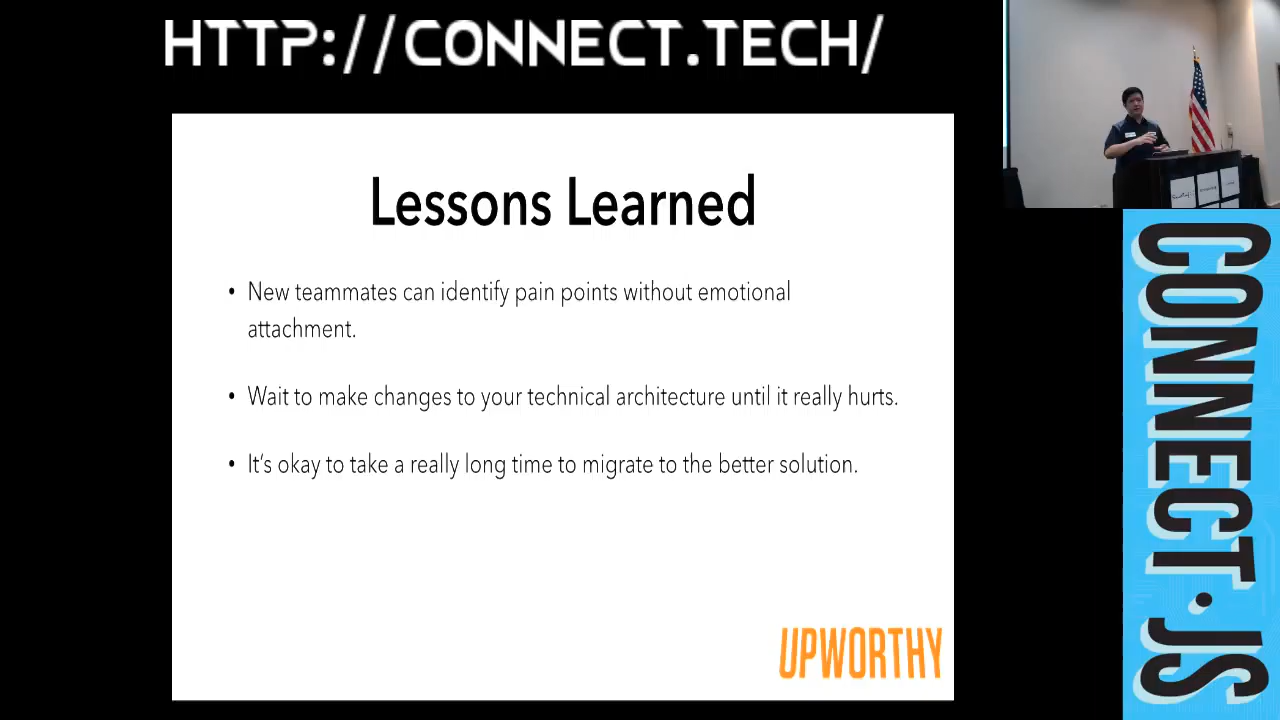 HTTP://CONNECT.TECH/
Lessons Learned
• New teammates can identify pain points without emotional
attachment.
• Wait to make changes to your technical architecture until it really hurts.
• It’s okay to take a really long time to migrate to the better solution.
UPWORTHY
CONNECT.JS